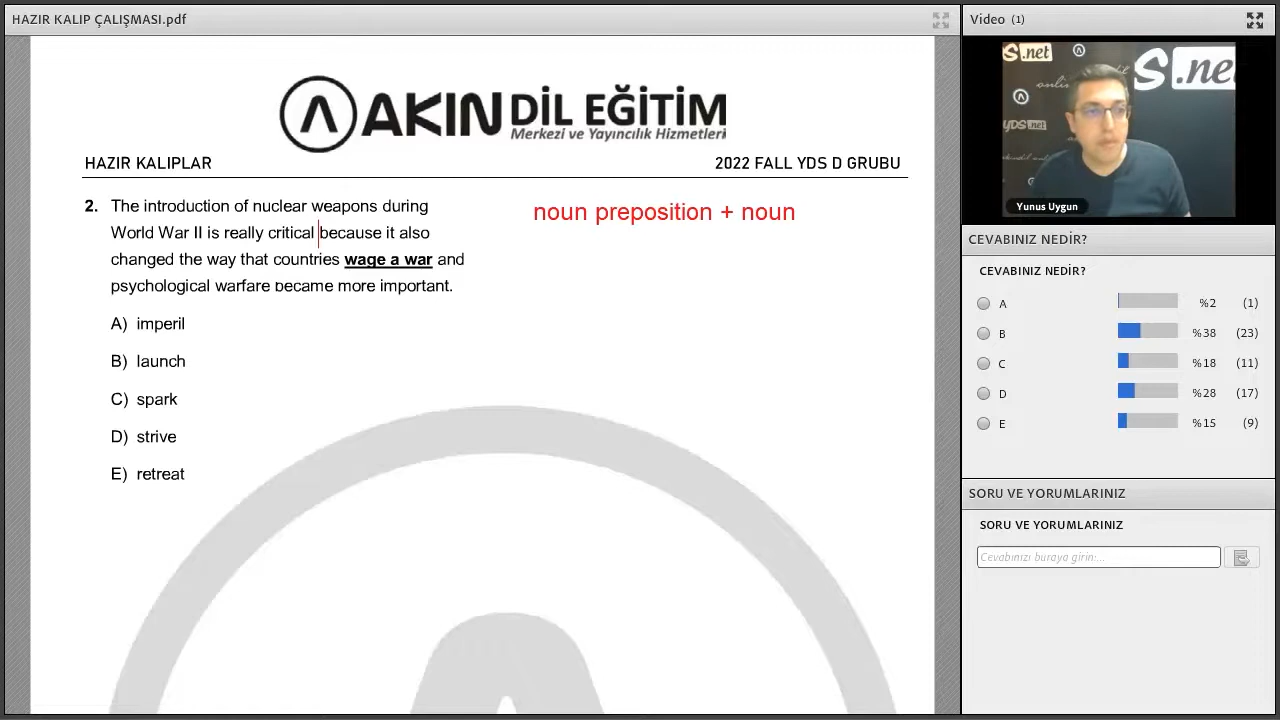 HAZIR KALIP ÇALIŞMASI.pdf
AKIN DİL EĞİTİM
Merkezi ve Yayıncılık Hizmetleri
HAZIR KALIPLAR
2022 FALL YDS D GRUBU
2. The introduction of nuclear weapons during
World War II is really critical because it also
changed the way that countries wage a war and
psychological warfare became more important.
noun preposition + noun
A) imperil
B) launch
C) spark
D) strive
E) retreat
Video (1)
S.net
S.net
online
YDS.net
Yunus Uygun
CEVABINIZ NEDİR?
CEVABINIZ NEDİR?
A %2 (1)
B %38 (23)
C %18 (11)
D %28 (17)
E %15 (9)
SORU VE YORUMLARINIZ
SORU VE YORUMLARINIZ
Cevabınızı buraya girin:...